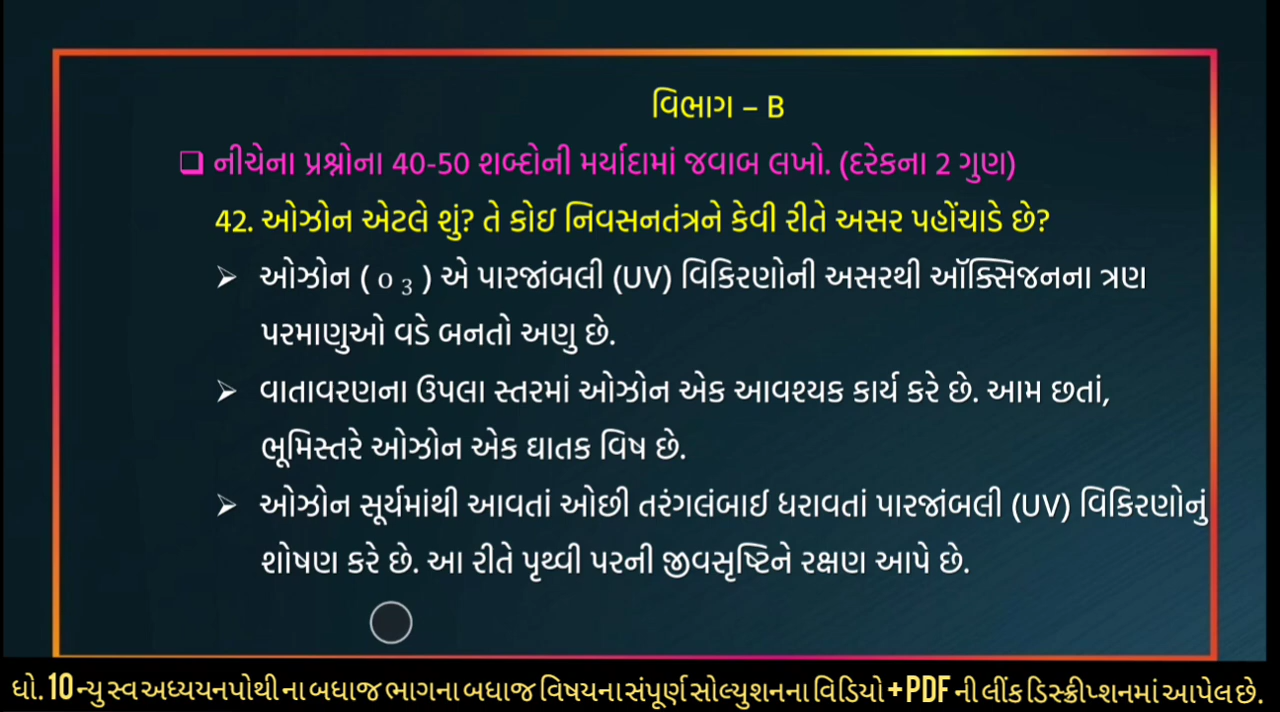 વિભાગ – B
❑ નીચેના પ્રશ્નોના 40-50 શબ્દોની મર્યાદામાં જવાબ લખો. (દરેકના 2 ગુણ)
42. ઓઝોન એટલે શું? તે કોઇ નિવસનતંત્રને કેવી રીતે અસર પહોંચાડે છે?
➢ ઓઝોન ( O 3 ) એ પારજાંબલી (UV) વિકિરણોની અસરથી ઑક્સિજનના ત્રણ
પરમાણુઓ વડે બનતો અણુ છે.
➢ વાતાવરણના ઉપલા સ્તરમાં ઓઝોન એક આવશ્યક કાર્ય કરે છે. આમ છતાં,
ભૂમિસ્તરે ઓઝોન એક ઘાતક વિષ છે.
➢ ઓઝોન સૂર્યમાંથી આવતાં ઓછી તરંગલંબાઈ ધરાવતાં પારજાંબલી (UV) વિકિરણોનું
શોષણ કરે છે. આ રીતે પૃથ્વી પરની જીવસૃષ્ટિને રક્ષણ આપે છે.
ધો. 10 ન્યુ સ્વ અધ્યયનપોથી ના બધાજ ભાગના બધાજ વિષયના સંપૂર્ણ સોલ્યુશનના વિડિયો + PDF ની લીંક ડિસ્ક્રીપ્શનમાં આપેલ છે.